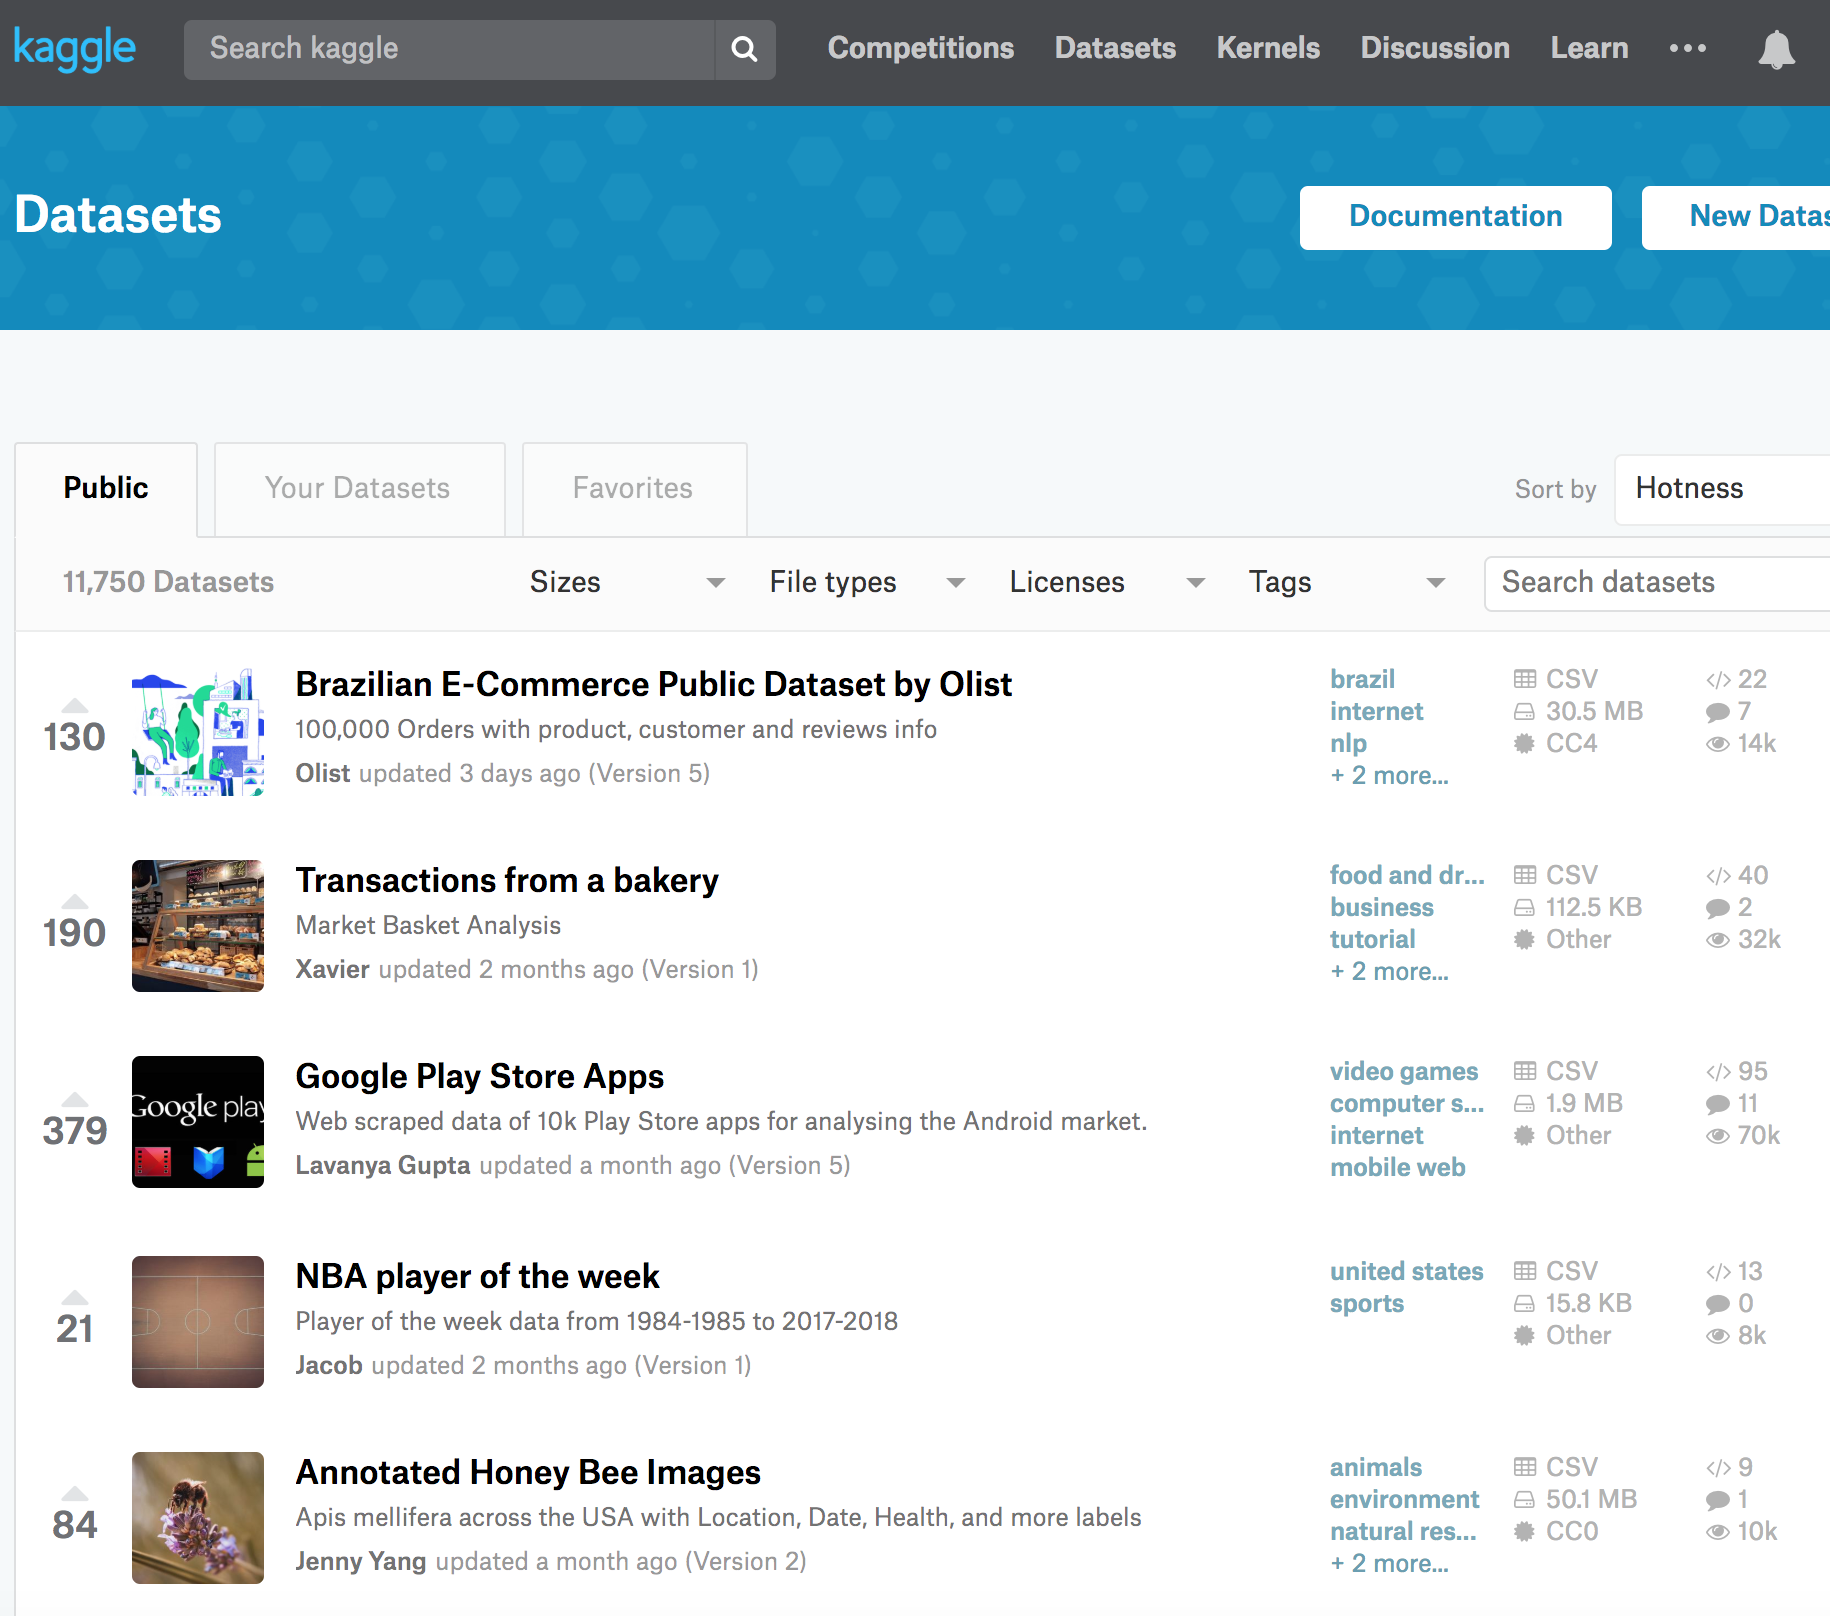 kaggle
Search kaggle
Competitions
Datasets
Kernels
Discussion
Learn
Datasets
Documentation
New Datas
Public
Your Datasets
Favorites
Sort by
Hotness
11,750 Datasets
Sizes
File types
Licenses
Tags
Search datasets
130
Brazilian E-Commerce Public Dataset by Olist
100,000 Orders with product, customer and reviews info
Olist updated 3 days ago (Version 5)
brazil
internet
nlp
+ 2 more...
CSV
30.5 MB
CC4
22
7
14k
190
Transactions from a bakery
Market Basket Analysis
Xavier updated 2 months ago (Version 1)
food and dr...
business
tutorial
+ 2 more...
CSV
112.5 KB
Other
40
2
32k
379
Google play
Google Play Store Apps
Web scraped data of 10k Play Store apps for analysing the Android market.
Lavanya Gupta updated a month ago (Version 5)
video games
computer s...
internet
mobile web
CSV
1.9 MB
Other
95
11
70k
21
NBA player of the week
Player of the week data from 1984-1985 to 2017-2018
Jacob updated 2 months ago (Version 1)
united states
sports
CSV
15.8 KB
Other
13
0
8k
84
Annotated Honey Bee Images
Apis mellifera across the USA with Location, Date, Health, and more labels
Jenny Yang updated a month ago (Version 2)
animals
environment
natural res...
+ 2 more...
CSV
50.1 MB
CC0
9
1
10k